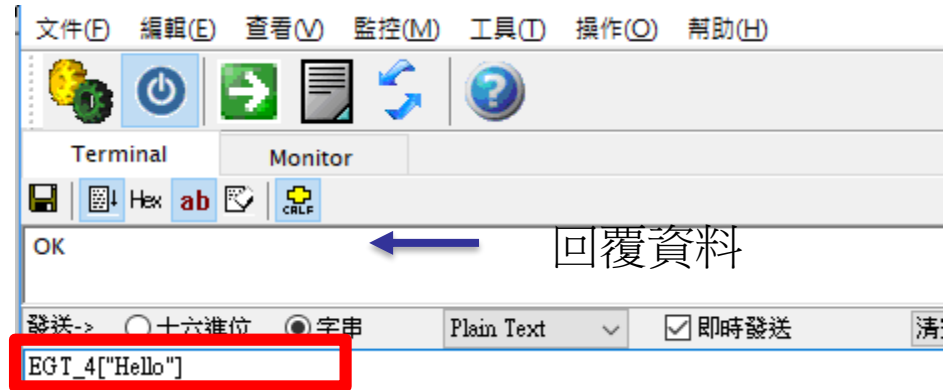 文件(F) 編輯(E) 查看(V) 監控(M) 工具(T) 操作(O) 幫助(H)
Terminal Monitor
Hex ab CRLF
OK 回覆資料
發送-> 十六進位 字串 Plain Text 即時發送
EGT_4["Hello"]